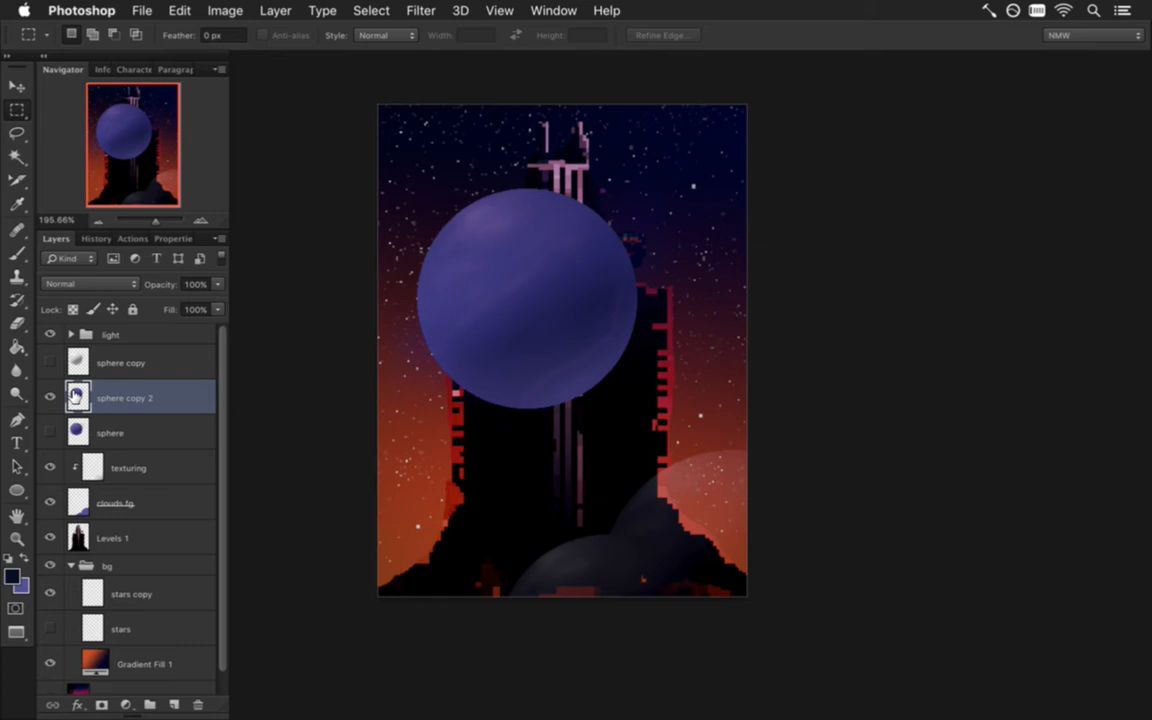 Photoshop File Edit Image Layer Type Select Filter 3D View Window Help
Feather: 0 px Anti-alias Style: Normal Width: Height: Refine Edge... NMW
Navigator Info Characte Paragra
195.66%
Layers History Actions Propertie
Kind
Normal Opacity: 100%
Lock: Fill: 100%
light
sphere copy
sphere copy 2
sphere
texturing
clouds fg
Levels 1
bg
stars copy
stars
Gradient Fill 1